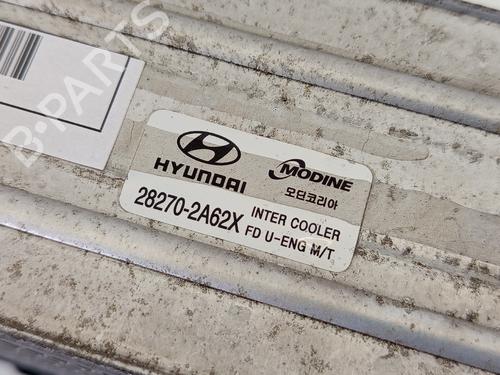 B-PARTS
HYUNDAI
MODINE
모딘코리아
28270-2A62X
INTER COOLER
FD U-ENG M/T